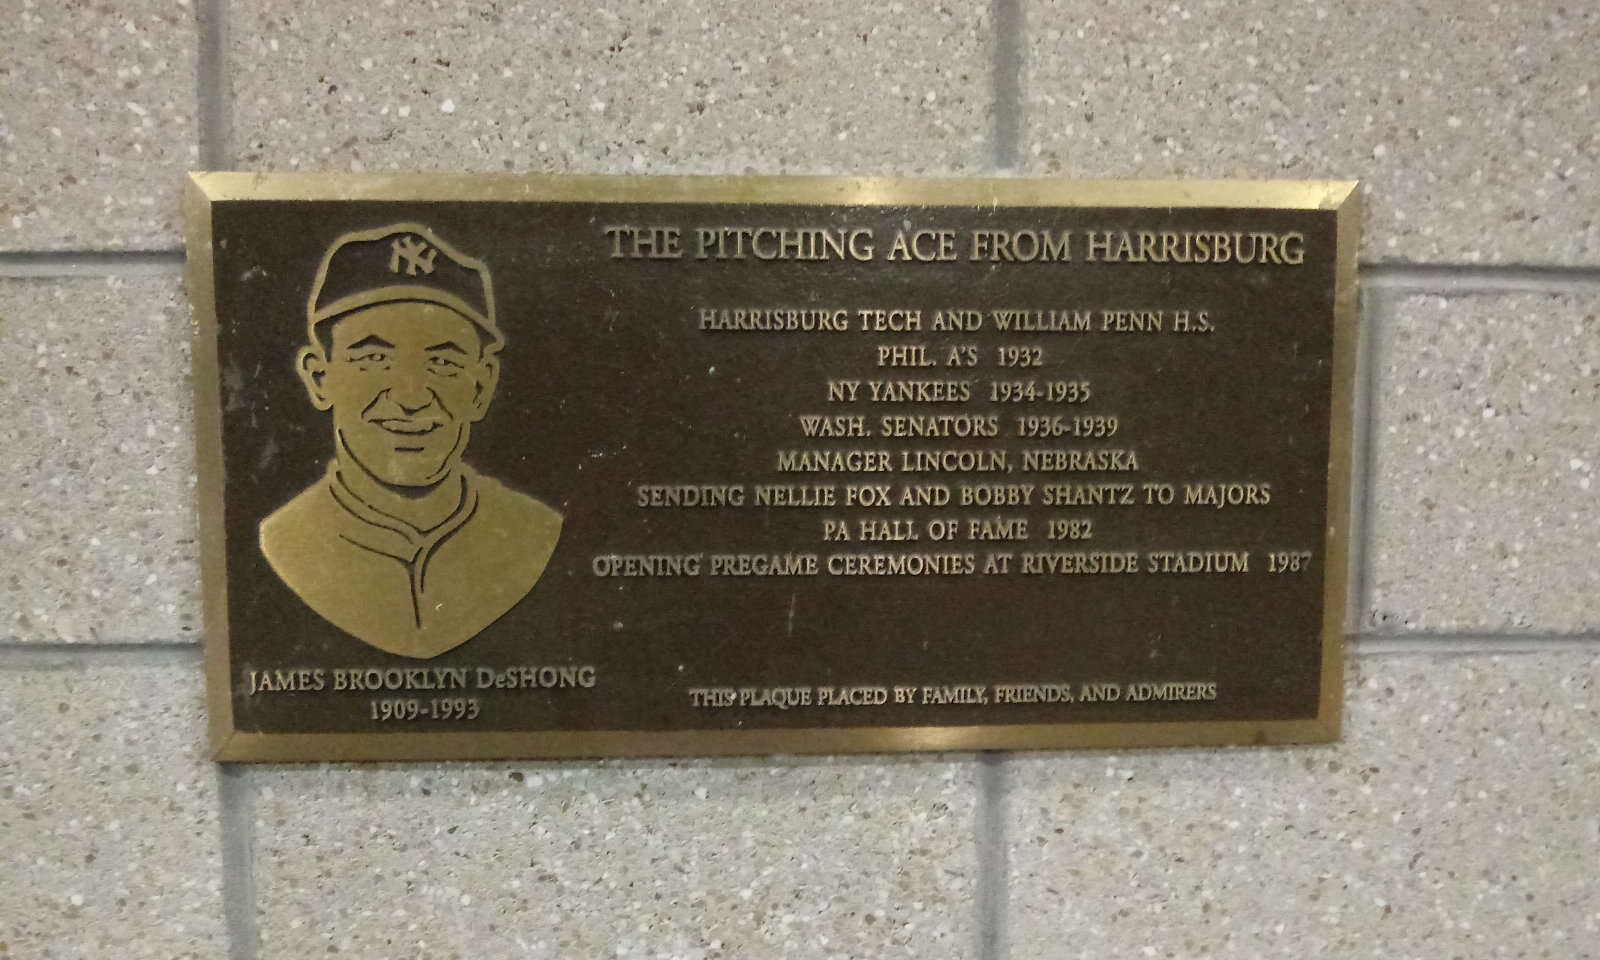 NY
THE PITCHING ACE FROM HARRISBURG
HARRISBURG TECH AND WILLIAM PENN H.S.
PHIL. A'S 1932
NY YANKEES 1934-1935
WASH. SENATORS 1936-1939
MANAGER LINCOLN, NEBRASKA
SENDING NELLIE FOX AND BOBBY SHANTZ TO MAJORS
PA HALL OF FAME 1982
OPENING PREGAME CEREMONIES AT RIVERSIDE STADIUM 1987
JAMES BROOKLYN DeSHONG
1909-1993
THIS PLAQUE PLACED BY FAMILY, FRIENDS, AND ADMIRERS